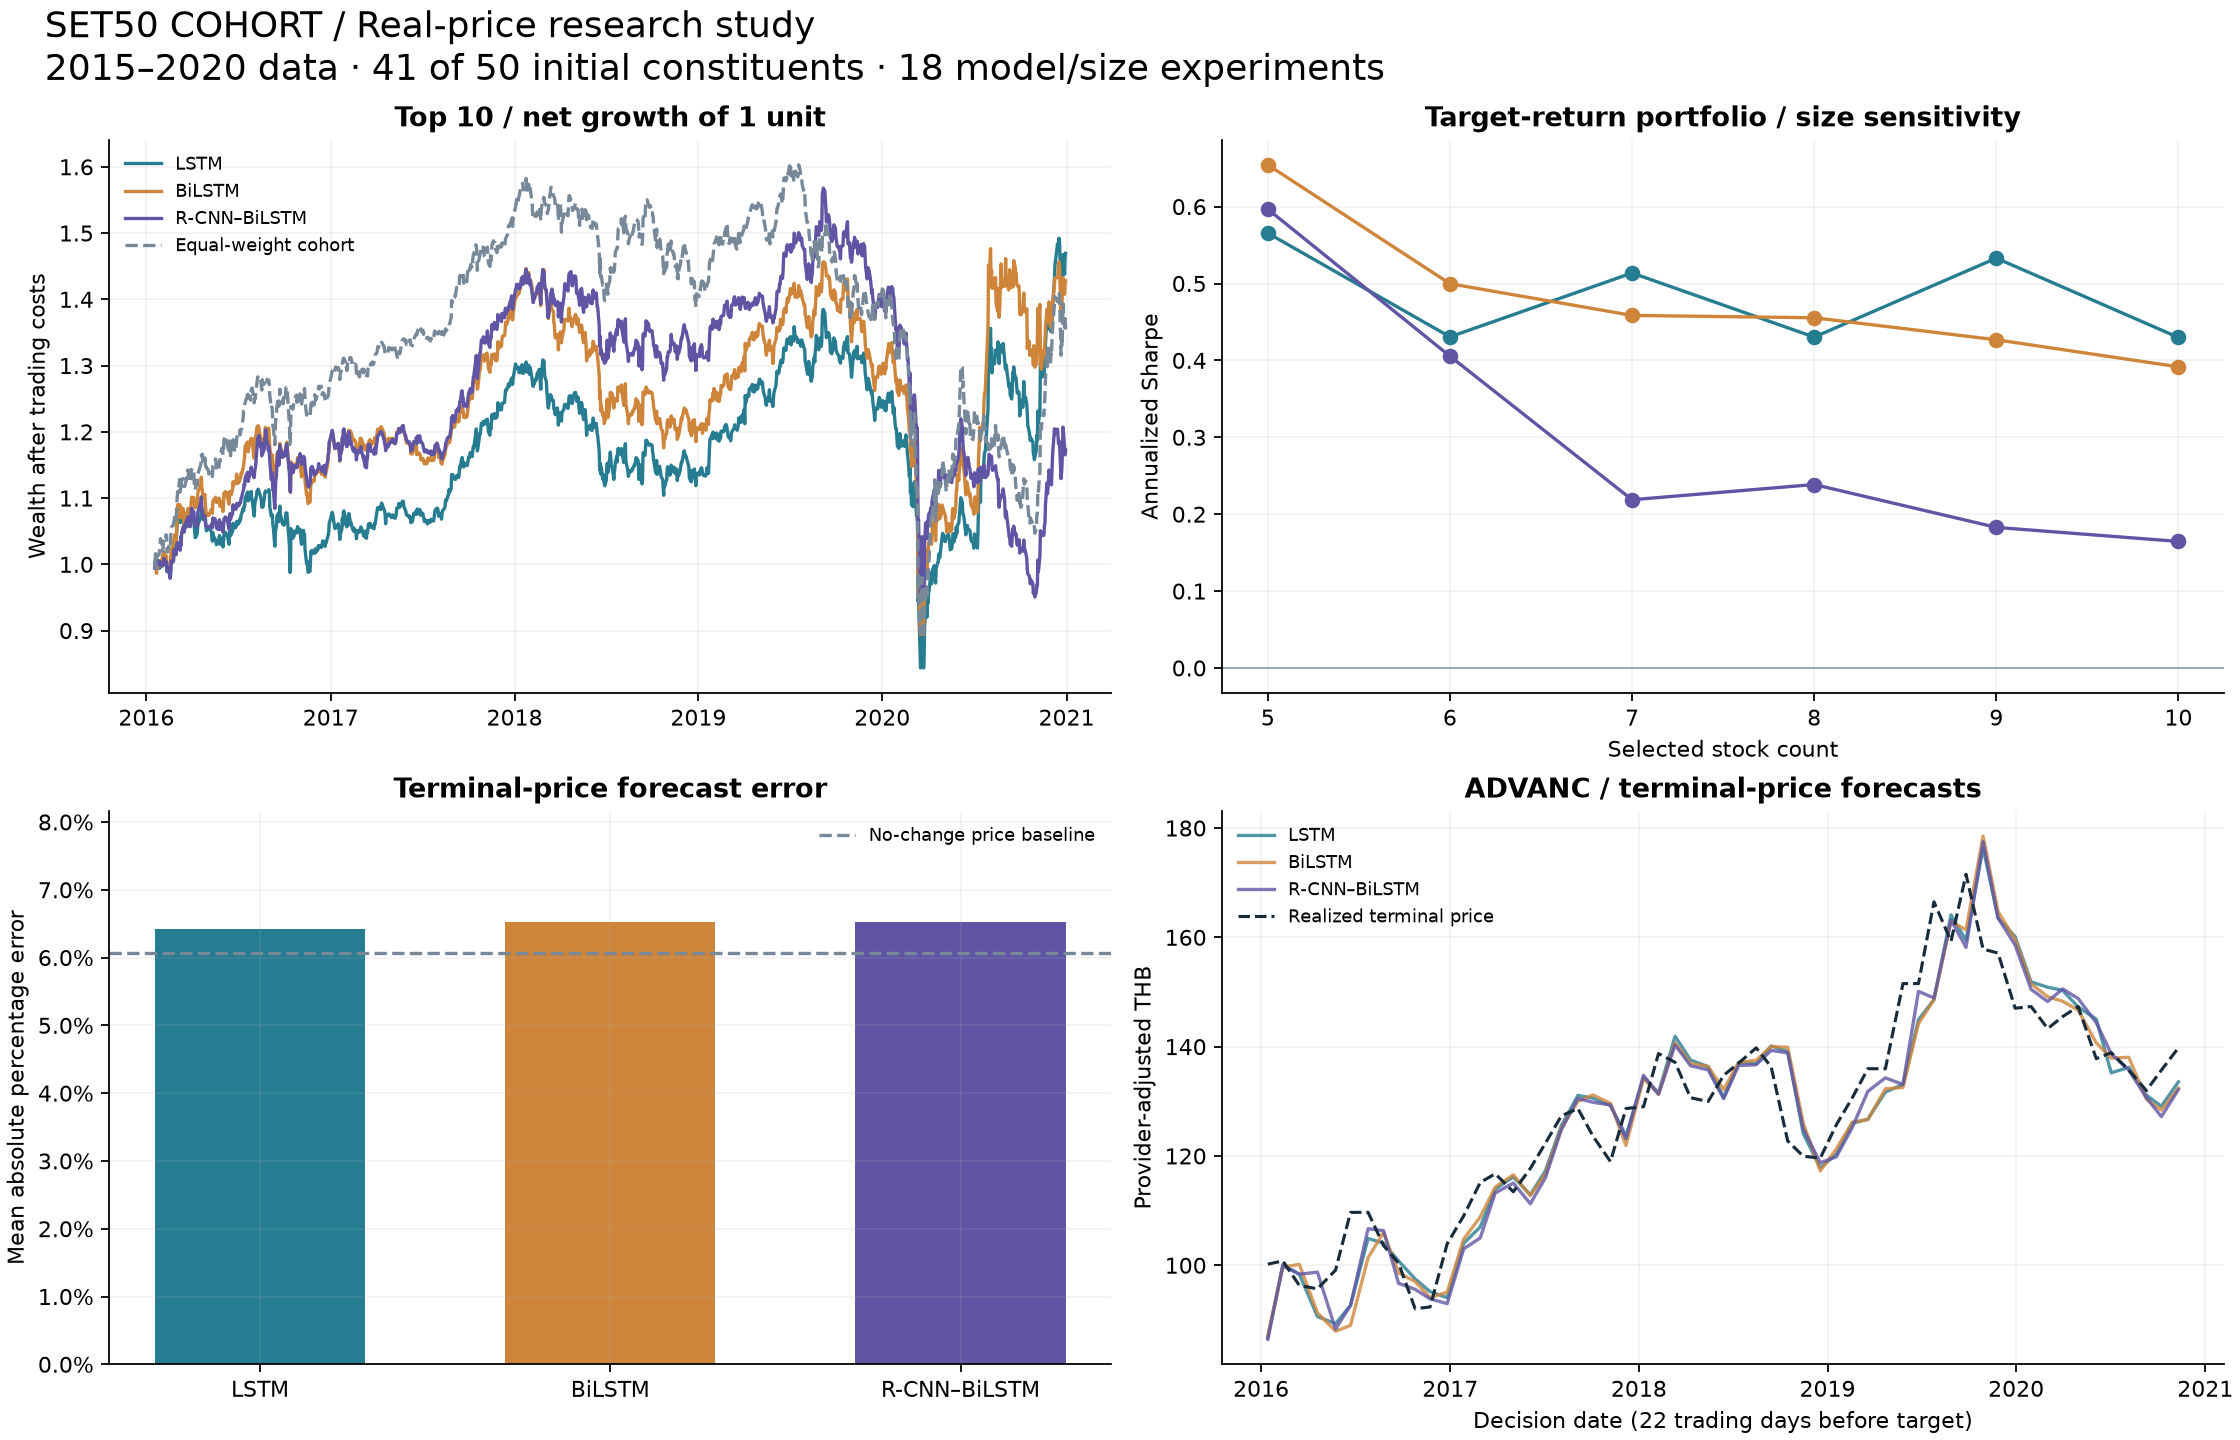 SET50 COHORT / Real-price research study
2015–2020 data · 41 of 50 initial constituents · 18 model/size experiments
Top 10 / net growth of 1 unit
LSTM
BiLSTM
R-CNN–BiLSTM
Equal-weight cohort
Wealth after trading costs
1.6
1.5
1.4
1.3
1.2
1.1
1.0
0.9
2016
2017
2018
2019
2020
2021
Target-return portfolio / size sensitivity
Annualized Sharpe
0.6
0.5
0.4
0.3
0.2
0.1
0.0
5
6
7
8
9
10
Selected stock count
Terminal-price forecast error
No-change price baseline
Mean absolute percentage error
8.0%
7.0%
6.0%
5.0%
4.0%
3.0%
2.0%
1.0%
0.0%
LSTM
BiLSTM
R-CNN–BiLSTM
ADVANC / terminal-price forecasts
LSTM
BiLSTM
R-CNN–BiLSTM
Realized terminal price
Provider-adjusted THB
180
160
140
120
100
2016
2017
2018
2019
2020
2021
Decision date (22 trading days before target)